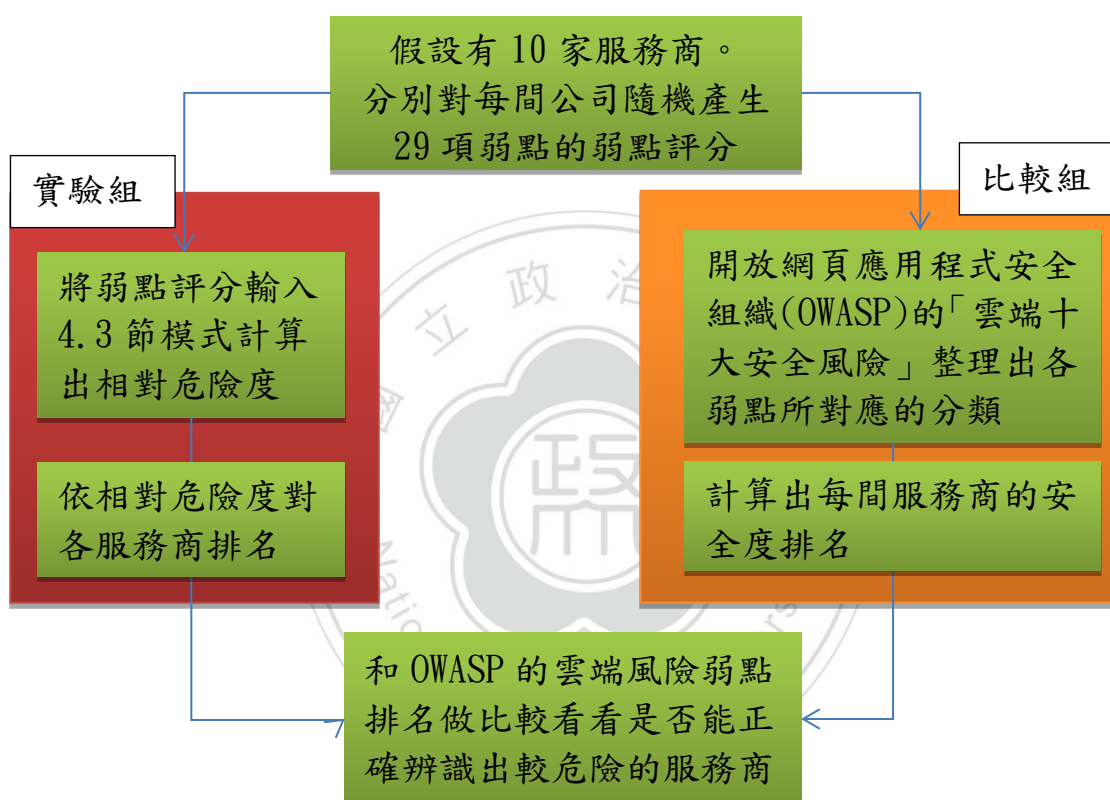 假設有 10 家服務商。
分別對每間公司隨機產生
29 項弱點的弱點評分
實驗組
將弱點評分輸入
4.3 節模式計算
出相對危險度
依相對危險度對
各服務商排名
比較組
開放網頁應用程式安全
組織(OWASP)的「雲端十
大安全風險」整理出各
弱點所對應的分類
計算出每間服務商的安
全度排名
和 OWASP 的雲端風險弱點
排名做比較看看是否能正
確辨識出較危險的服務商
國立政治
政
Natio